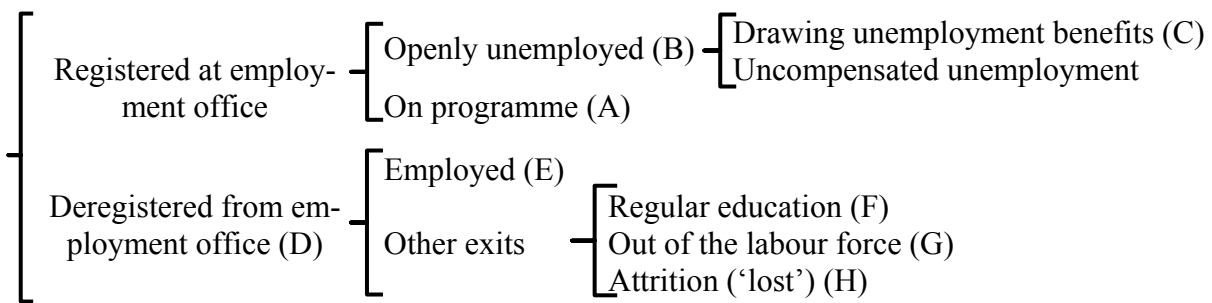 Registered at employ-
ment office
Openly unemployed (B)
On programme (A)
Drawing unemployment benefits (C)
Uncompensated unemployment
Deregistered from em-
ployment office (D)
Employed (E)
Other exits
Regular education (F)
Out of the labour force (G)
Attrition (‘lost’) (H)